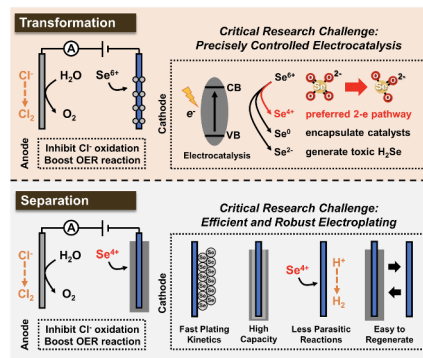 Transformation
Critical Research Challenge:
Precisely Controlled Electrocatalysis
A
Cl⁻
H₂O
Se⁶⁺
Cl₂
O₂
Anode
Inhibit Cl⁻ oxidation
Boost OER reaction
Cathode
CB
e⁻
VB
Electrocatalysis
Se⁶⁺
2-
2-
Se⁴⁺ preferred 2-e pathway
Se⁰ encapsulate catalysts
Se²⁻ generate toxic H₂Se
Separation
Critical Research Challenge:
Efficient and Robust Electroplating
A
Cl⁻
H₂O
Se⁴⁺
Cl₂
O₂
Anode
Inhibit Cl⁻ oxidation
Boost OER reaction
Cathode
Se⁴⁺
H⁺
H₂
Fast Plating
Kinetics
High
Capacity
Less Parasitic
Reactions
Easy to
Regenerate